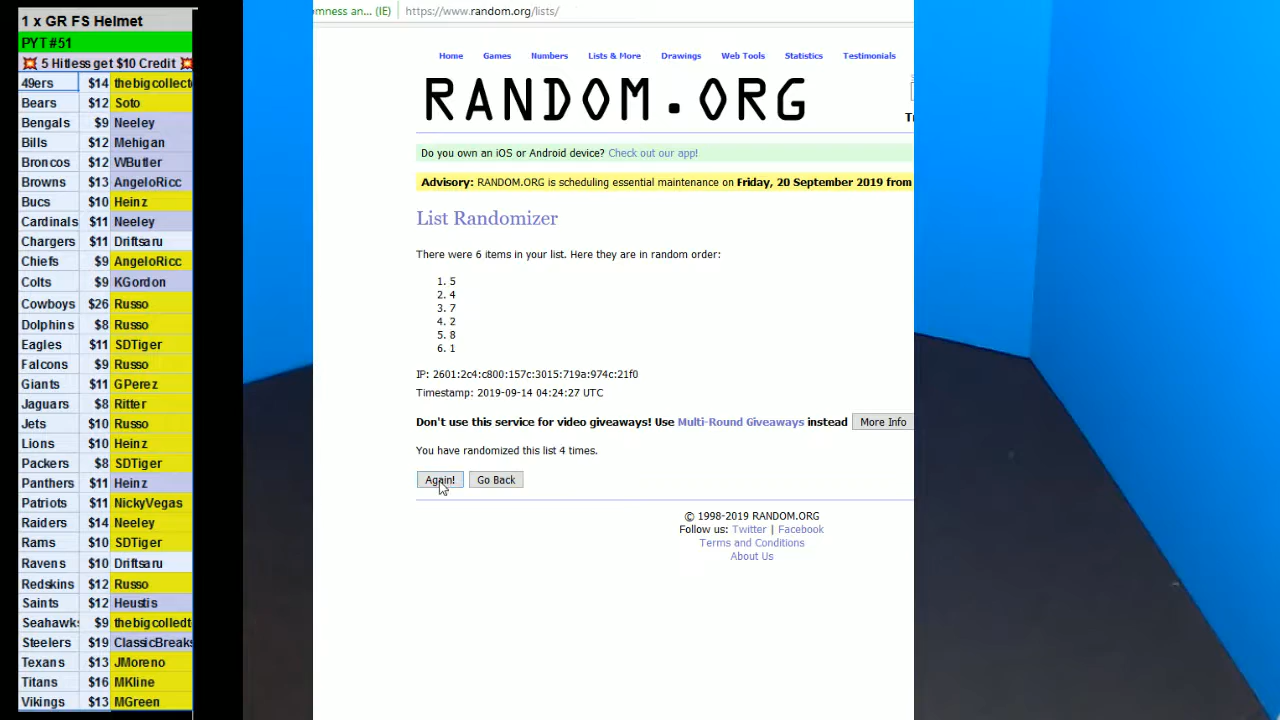 1 x GR FS Helmet
PYT #51
💥 5 Hitless get $10 Credit 💥
49ers $14 thebigcollect
Bears $12 Soto
Bengals $9 Neeley
Bills $12 Mehigan
Broncos $12 WButler
Browns $13 AngeloRicc
Bucs $10 Heinz
Cardinals $11 Neeley
Chargers $11 Driftsaru
Chiefs $9 AngeloRicc
Colts $9 KGordon
Cowboys $26 Russo
Dolphins $8 Russo
Eagles $11 SDTiger
Falcons $9 Russo
Giants $11 GPerez
Jaguars $8 Ritter
Jets $10 Russo
Lions $10 Heinz
Packers $8 SDTiger
Panthers $11 Heinz
Patriots $11 NickyVegas
Raiders $14 Neeley
Rams $10 SDTiger
Ravens $10 Driftsaru
Redskins $12 Russo
Saints $12 Heustis
Seahawks $9 thebigcolledt
Steelers $19 ClassicBreaks
Texans $13 JMoreno
Titans $16 MKline
Vikings $13 MGreen
omness an... (IE) https://www.random.org/lists/
Home Games Numbers Lists & More Drawings Web Tools Statistics Testimonials
RANDOM.ORG
Do you own an iOS or Android device? Check out our app!
Advisory: RANDOM.ORG is scheduling essential maintenance on Friday, 20 September 2019 from
List Randomizer
There were 6 items in your list. Here they are in random order:
1. 5
2. 4
3. 7
4. 2
5. 8
6. 1
IP: 2601:2c4:c800:157c:3015:719a:974c:21f0
Timestamp: 2019-09-14 04:24:27 UTC
Don't use this service for video giveaways! Use Multi-Round Giveaways instead More Info
You have randomized this list 4 times.
Again! Go Back
© 1998-2019 RANDOM.ORG
Follow us: Twitter | Facebook
Terms and Conditions
About Us